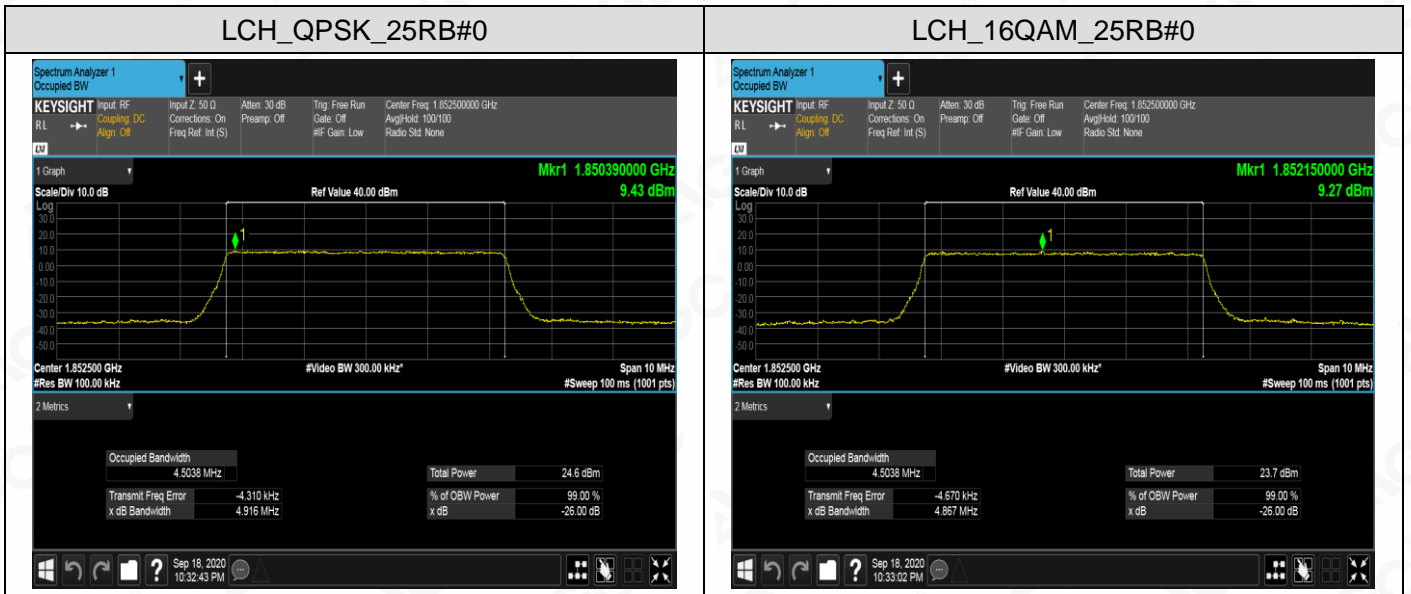 LCH_QPSK_25RB#0
Spectrum Analyzer 1
Occupied BW
+
KEYSIGHT Input: RF Input Z: 50 Ω Atten: 30 dB Trig: Free Run Center Freq: 1.852500000 GHz
RL Coupling: DC Corrections: On Preamp: Off Gate: Off Avg|Hold: 100/100
Align: Off Freq Ref: Int (S) #IF Gain: Low Radio Std: None
LXI
1 Graph Mkr1 1.850390000 GHz
Scale/Div 10.0 dB Ref Value 40.00 dBm 9.43 dBm
Log
30.0
20.0
1
10.0
0.00
-10.0
-20.0
-30.0
-40.0
-50.0
Center 1.852500 GHz #Video BW 300.00 kHz* Span 10 MHz
#Res BW 100.00 kHz #Sweep 100 ms (1001 pts)
2 Metrics
Occupied Bandwidth
4.5038 MHz Total Power 24.6 dBm
Transmit Freq Error -4.310 kHz % of OBW Power 99.00 %
x dB Bandwidth 4.916 MHz x dB -26.00 dB
? Sep 18, 2020
10:32:43 PM
LCH_16QAM_25RB#0
Spectrum Analyzer 1
Occupied BW
+
KEYSIGHT Input: RF Input Z: 50 Ω Atten: 30 dB Trig: Free Run Center Freq: 1.852500000 GHz
RL Coupling: DC Corrections: On Preamp: Off Gate: Off Avg|Hold: 100/100
Align: Off Freq Ref: Int (S) #IF Gain: Low Radio Std: None
LXI
1 Graph Mkr1 1.852150000 GHz
Scale/Div 10.0 dB Ref Value 40.00 dBm 9.27 dBm
Log
30.0
20.0
1
10.0
0.00
-10.0
-20.0
-30.0
-40.0
-50.0
Center 1.852500 GHz #Video BW 300.00 kHz* Span 10 MHz
#Res BW 100.00 kHz #Sweep 100 ms (1001 pts)
2 Metrics
Occupied Bandwidth
4.5038 MHz Total Power 23.7 dBm
Transmit Freq Error -4.670 kHz % of OBW Power 99.00 %
x dB Bandwidth 4.867 MHz x dB -26.00 dB
? Sep 18, 2020
10:33:02 PM